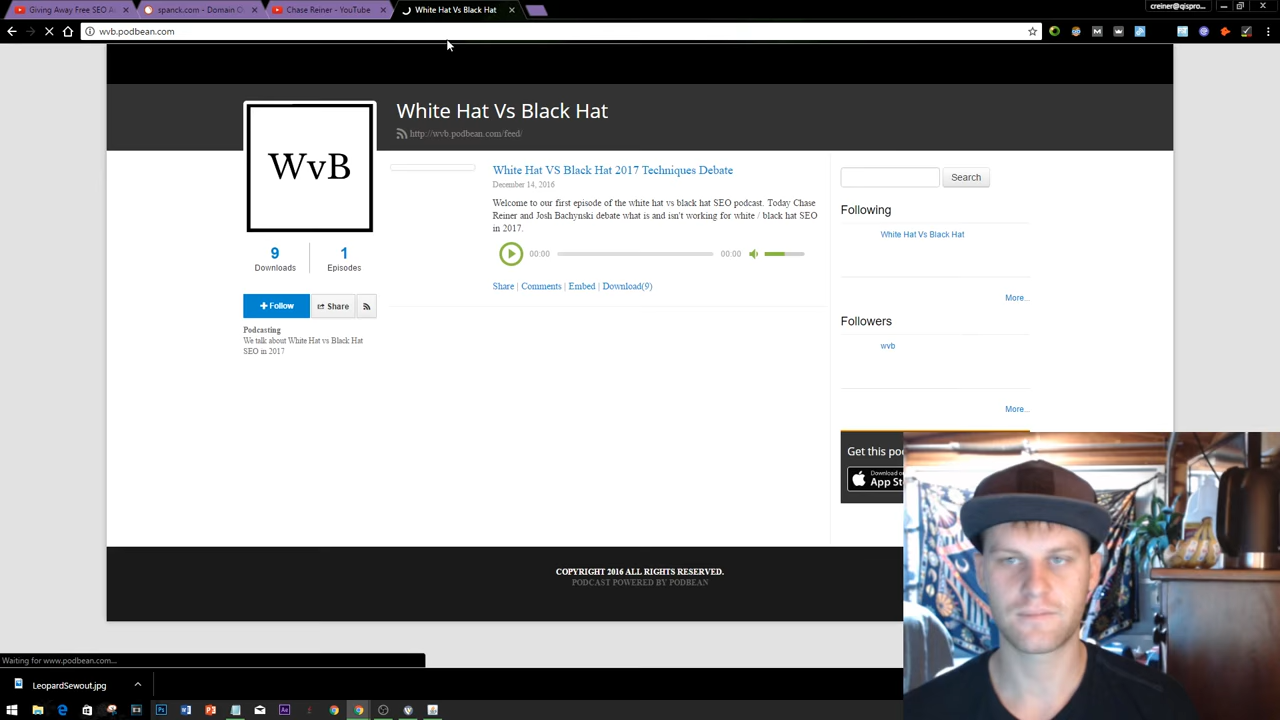 Giving Away Free SEO A
spanck.com - Domain O
Chase Reiner - YouTube
White Hat Vs Black Hat
creiner@qispro...
wvb.podbean.com
White Hat Vs Black Hat
http://wvb.podbean.com/feed/
WvB
9
Downloads
1
Episodes
+ Follow
Share
Podcasting
We talk about White Hat vs Black Hat
SEO in 2017
White Hat VS Black Hat 2017 Techniques Debate
December 14, 2016
Welcome to our first episode of the white hat vs black hat SEO podcast. Today Chase
Reiner and Josh Bachynski debate what is and isn't working for white / black hat SEO
in 2017.
00:00
00:00
Share | Comments | Embed | Download(9)
Search
Following
White Hat Vs Black Hat
More..
Followers
wvb
More..
Get this po
Download on
App St
COPYRIGHT 2016 ALL RIGHTS RESERVED.
PODCAST POWERED BY PODBEAN
Waiting for www.podbean.com...
LeopardSewout.jpg